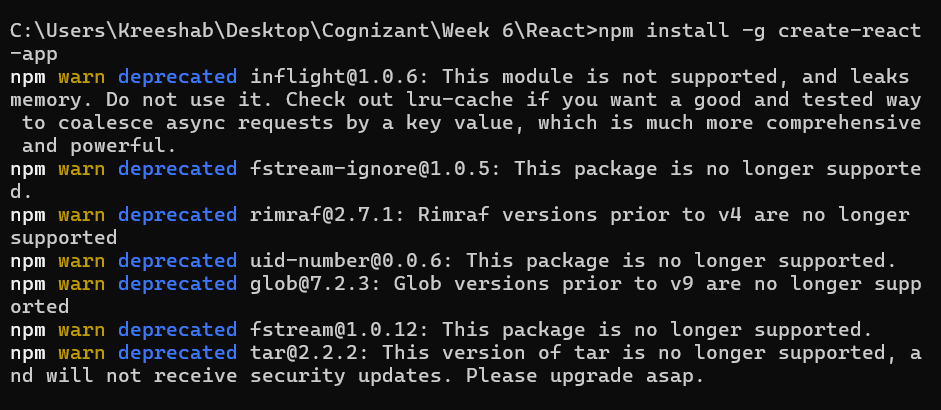 C:\Users\Kreeshab\Desktop\Cognizant\Week 6\React>npm install -g create-react
-app
npm warn deprecated inflight@1.0.6: This module is not supported, and leaks
memory. Do not use it. Check out lru-cache if you want a good and tested way
 to coalesce async requests by a key value, which is much more comprehensive
 and powerful.
npm warn deprecated fstream-ignore@1.0.5: This package is no longer supporte
d.
npm warn deprecated rimraf@2.7.1: Rimraf versions prior to v4 are no longer
supported
npm warn deprecated uid-number@0.0.6: This package is no longer supported.
npm warn deprecated glob@7.2.3: Glob versions prior to v9 are no longer supp
orted
npm warn deprecated fstream@1.0.12: This package is no longer supported.
npm warn deprecated tar@2.2.2: This version of tar is no longer supported, a
nd will not receive security updates. Please upgrade asap.